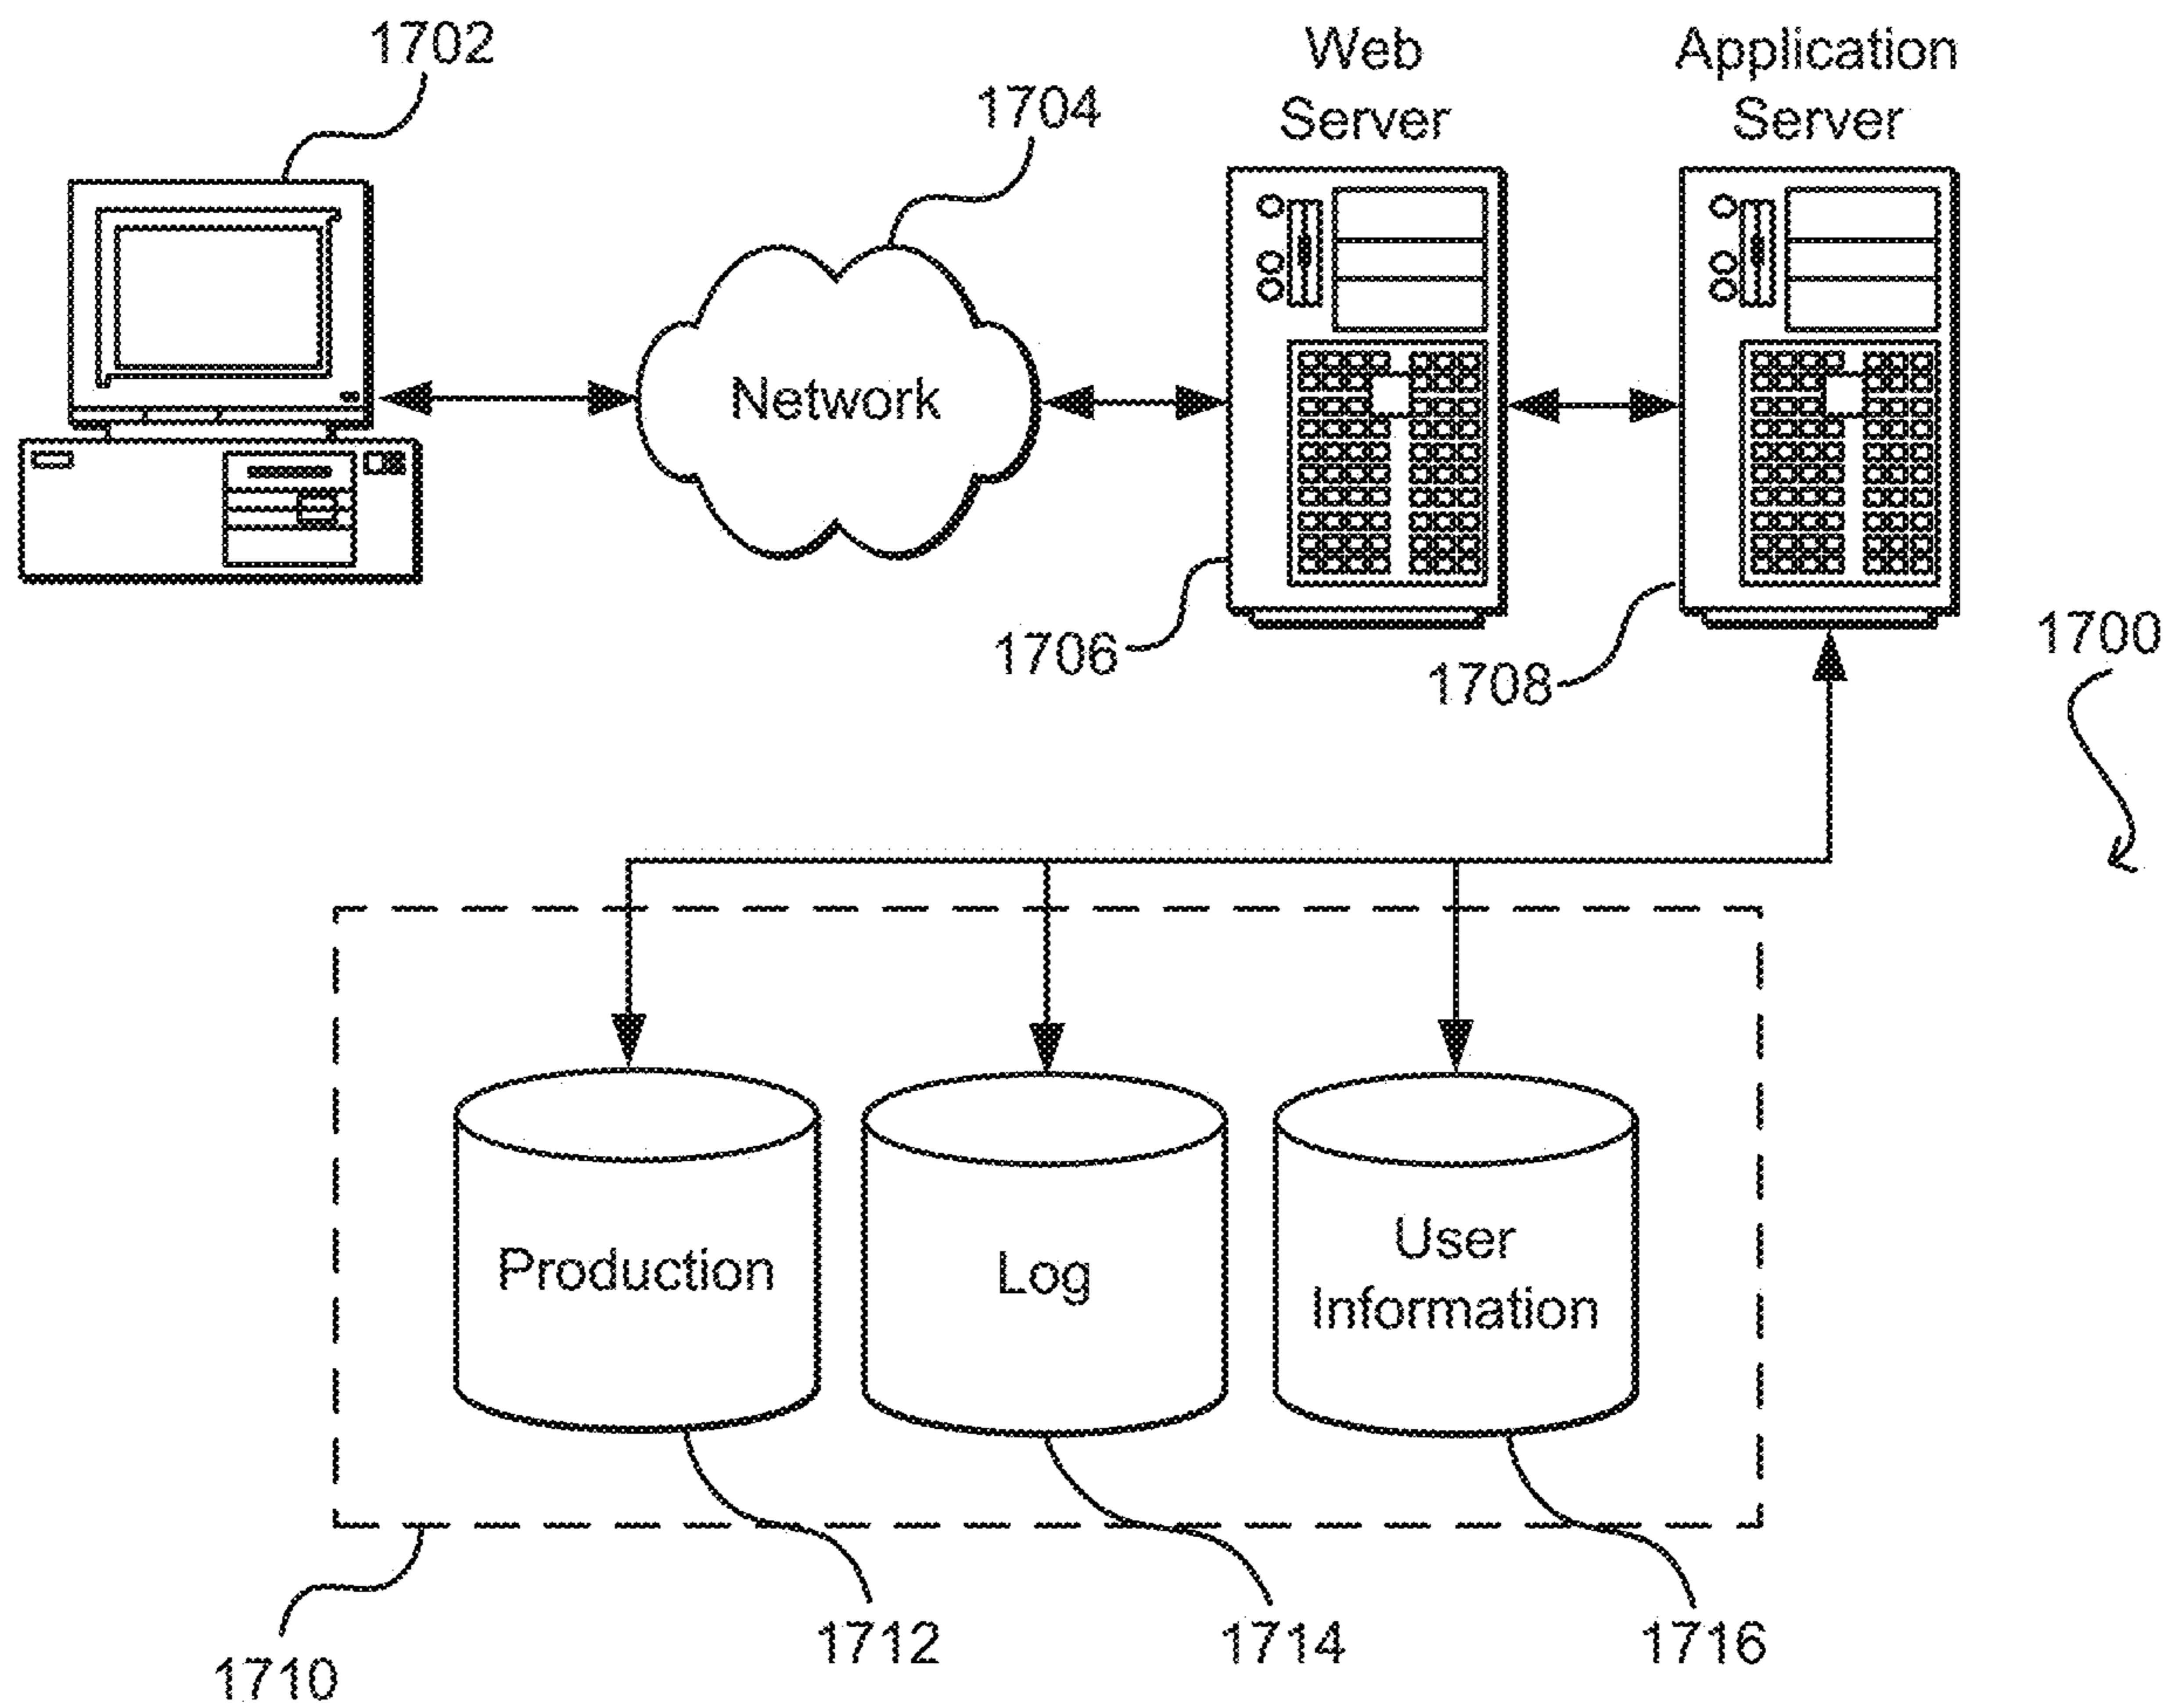 1702
1704
Web
Server
Application
Server
Network
1706
1708
1700
Production
Log
User
Information
1710
1712
1714
1716